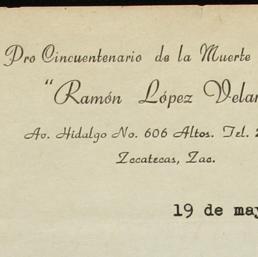 Pro Cincuentenario de la Muerte
"Ramón López Velar
Av. Hidalgo No. 606 Altos. Tel. 2
Zacatecas, Zac.
19 de may